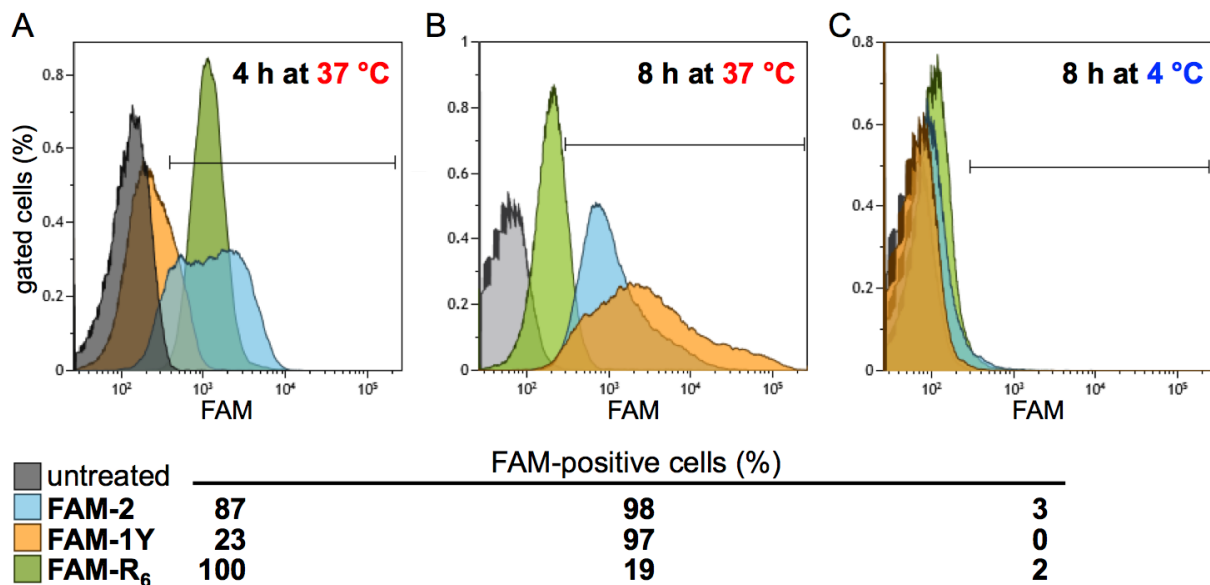 A
B
C
4 h at 37 °C
8 h at 37 °C
8 h at 4 °C
gated cells (%)
0.8
0.6
0.4
0.2
0
1
0.8
0.6
0.4
0.2
0
0.8
0.6
0.4
0.2
0
10² 10³ 10⁴ 10⁵
10² 10³ 10⁴ 10⁵
10² 10³ 10⁴ 10⁵
FAM
FAM
FAM
FAM-positive cells (%)
untreated
FAM-2 87 98 3
FAM-1Y 23 97 0
FAM-R₆ 100 19 2